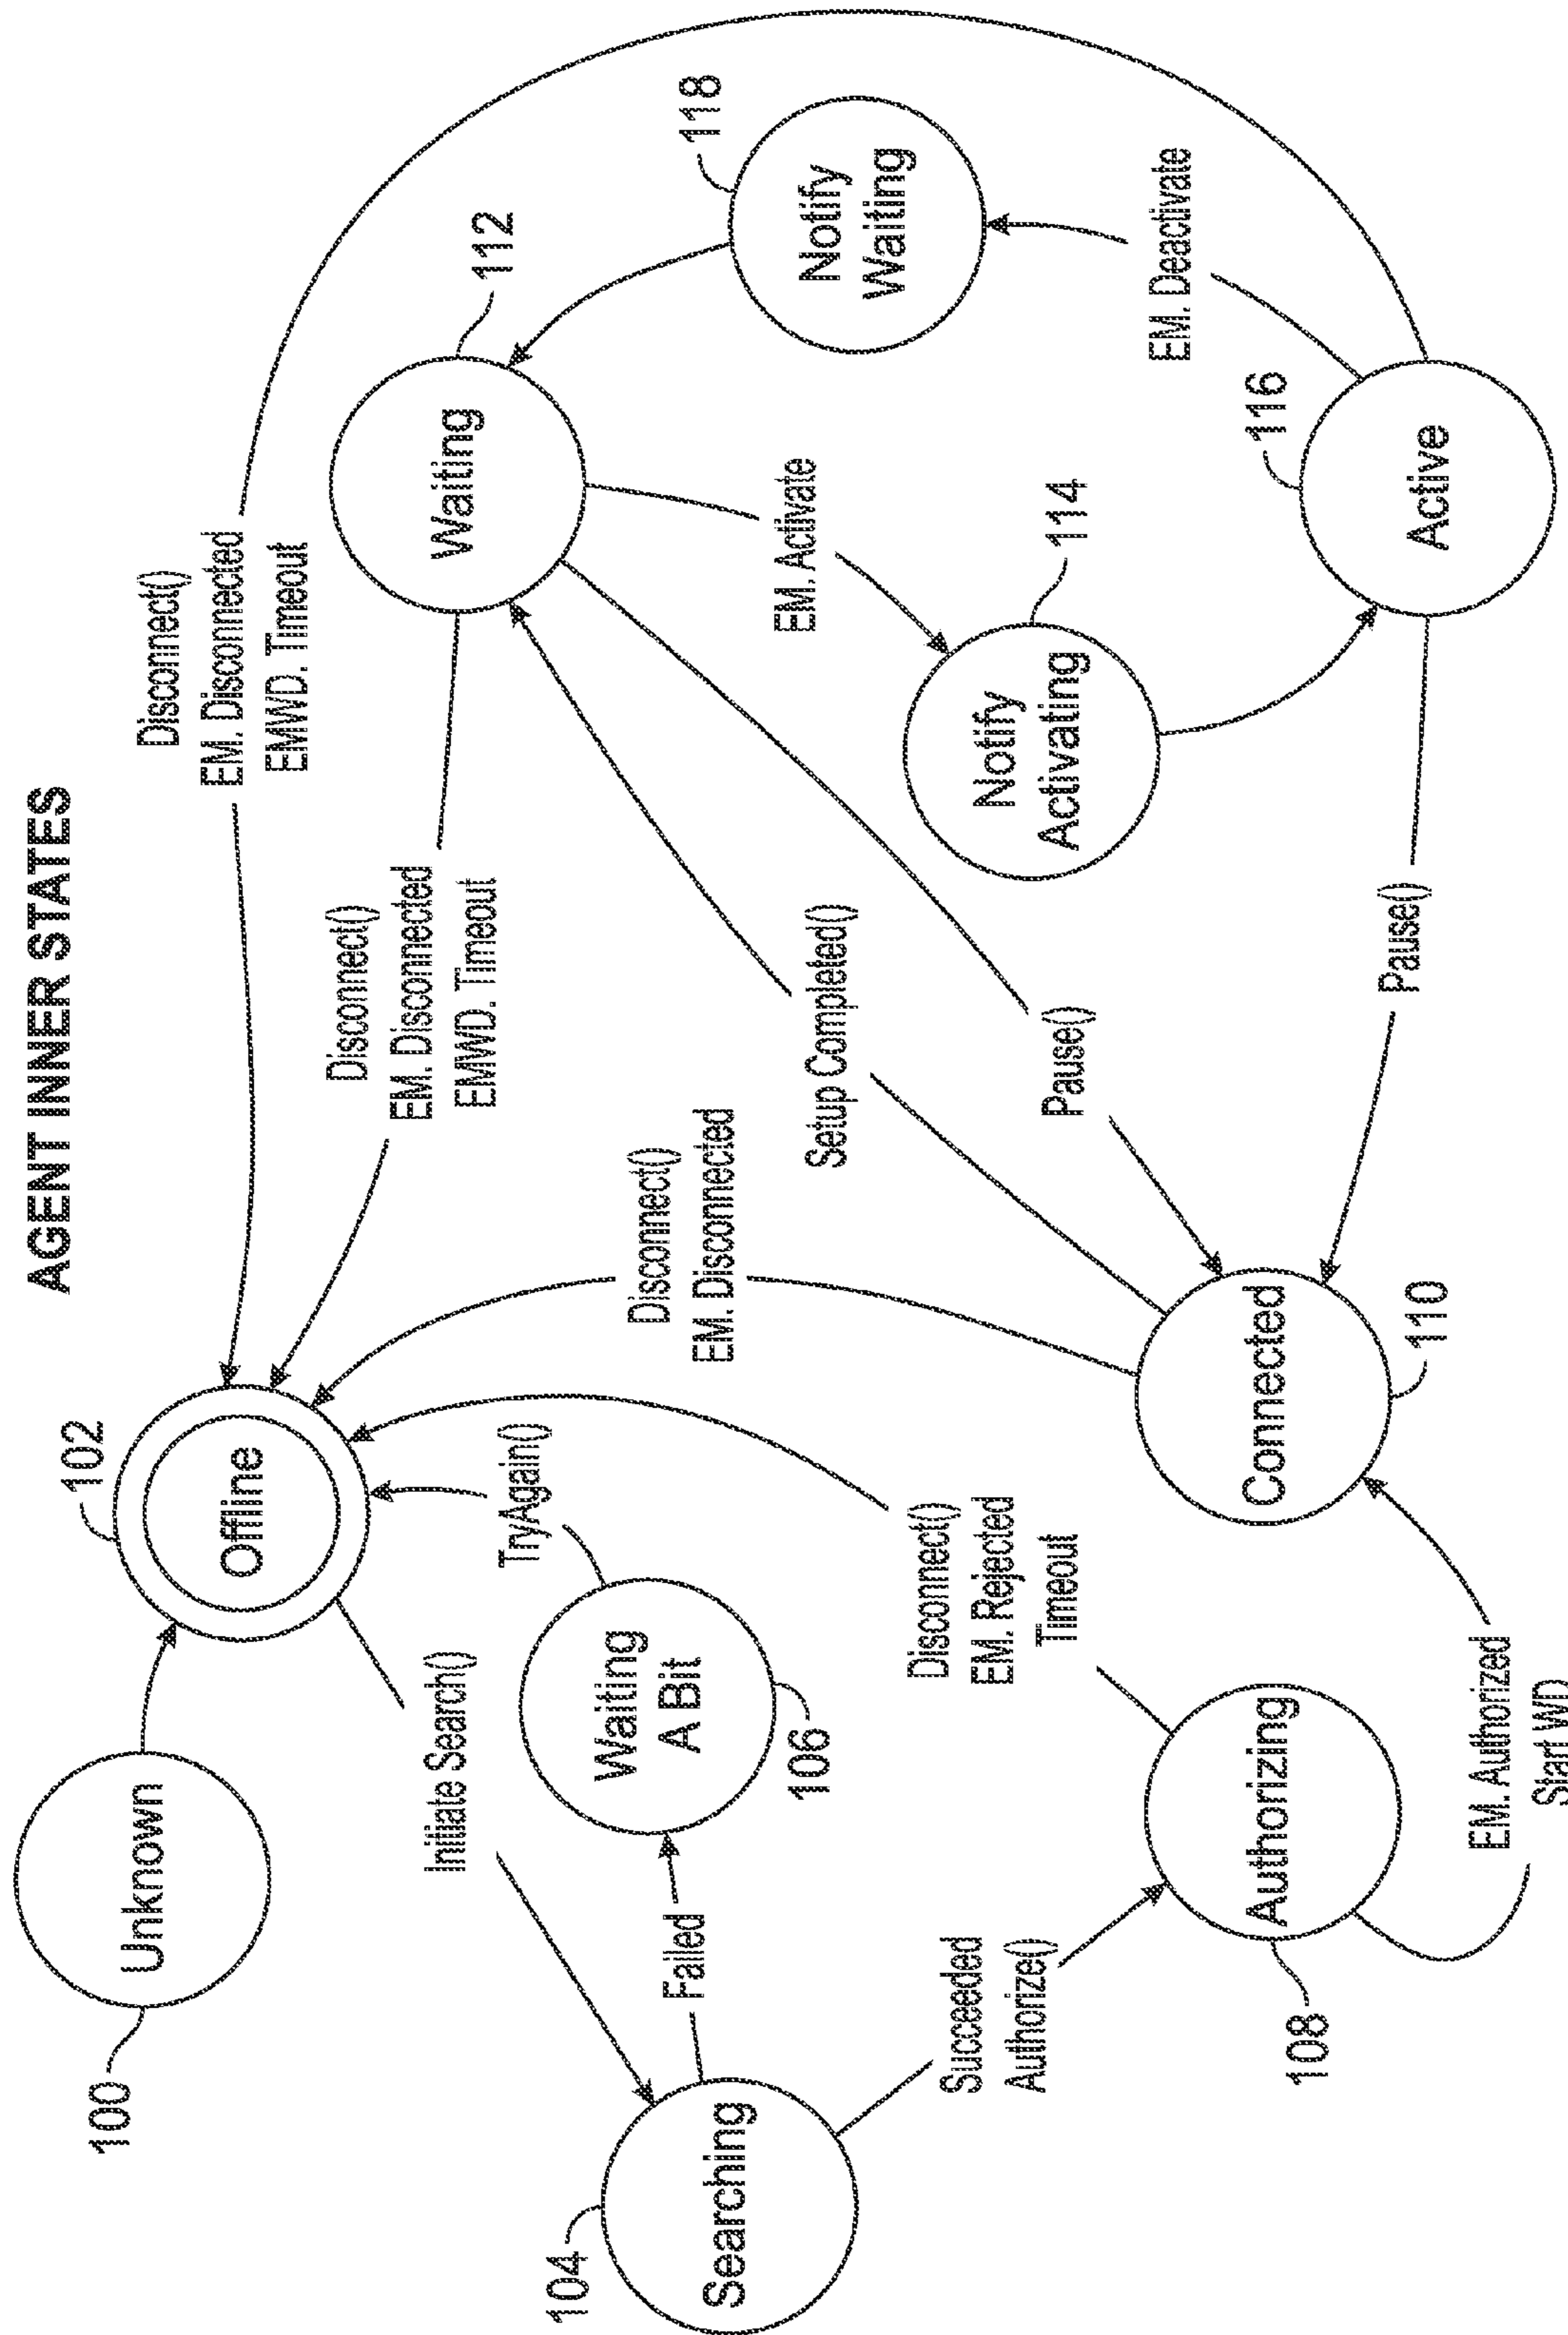 AGENT INNER STATES
100
Unknown
102
Offline
Disconnect()
EM. Disconnected
EMWD. Timeout
Initiate Search()
TryAgain()
Disconnect()
EM. Disconnected
EMWD. Timeout
Waiting
112
104
Searching
Failed
Waiting
A Bit
106
Disconnect()
EM. Disconnected
Setup Completed()
EM. Activate
Notify
Waiting
118
Succeeded
Authorize()
Disconnect()
EM. Rejected
Timeout
Pause()
Notify
Activating
114
EM. Deactivate
108
Authorizing
Connected
110
Pause()
116
Active
EM. Authorized
Start WD